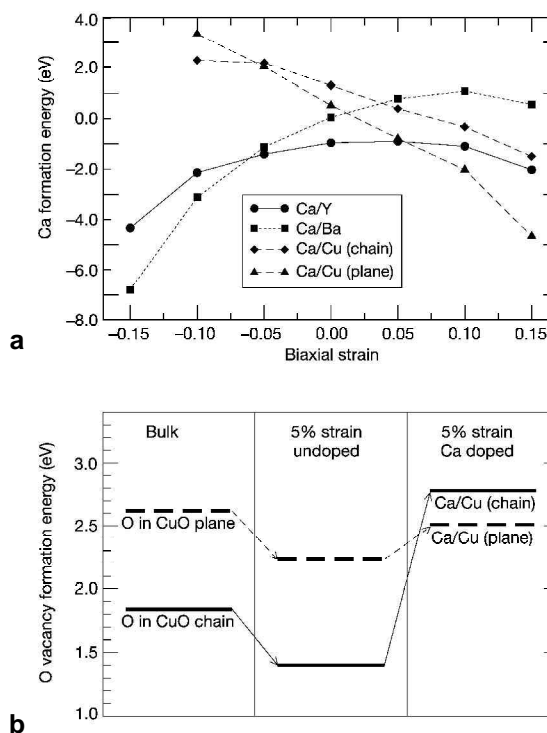 4.0
2.0
0.0
−2.0
−4.0
−6.0
−8.0
Ca formation energy (eV)
Ca/Y
Ca/Ba
Ca/Cu (chain)
Ca/Cu (plane)
−0.15 −0.10 −0.05 0.00 0.05 0.10 0.15
Biaxial strain
a
Bulk
5% strain
undoped
5% strain
Ca doped
3.0
2.5
2.0
1.5
1.0
O vacancy formation energy (eV)
O in CuO plane
O in CuO chain
Ca/Cu (chain)
Ca/Cu (plane)
b